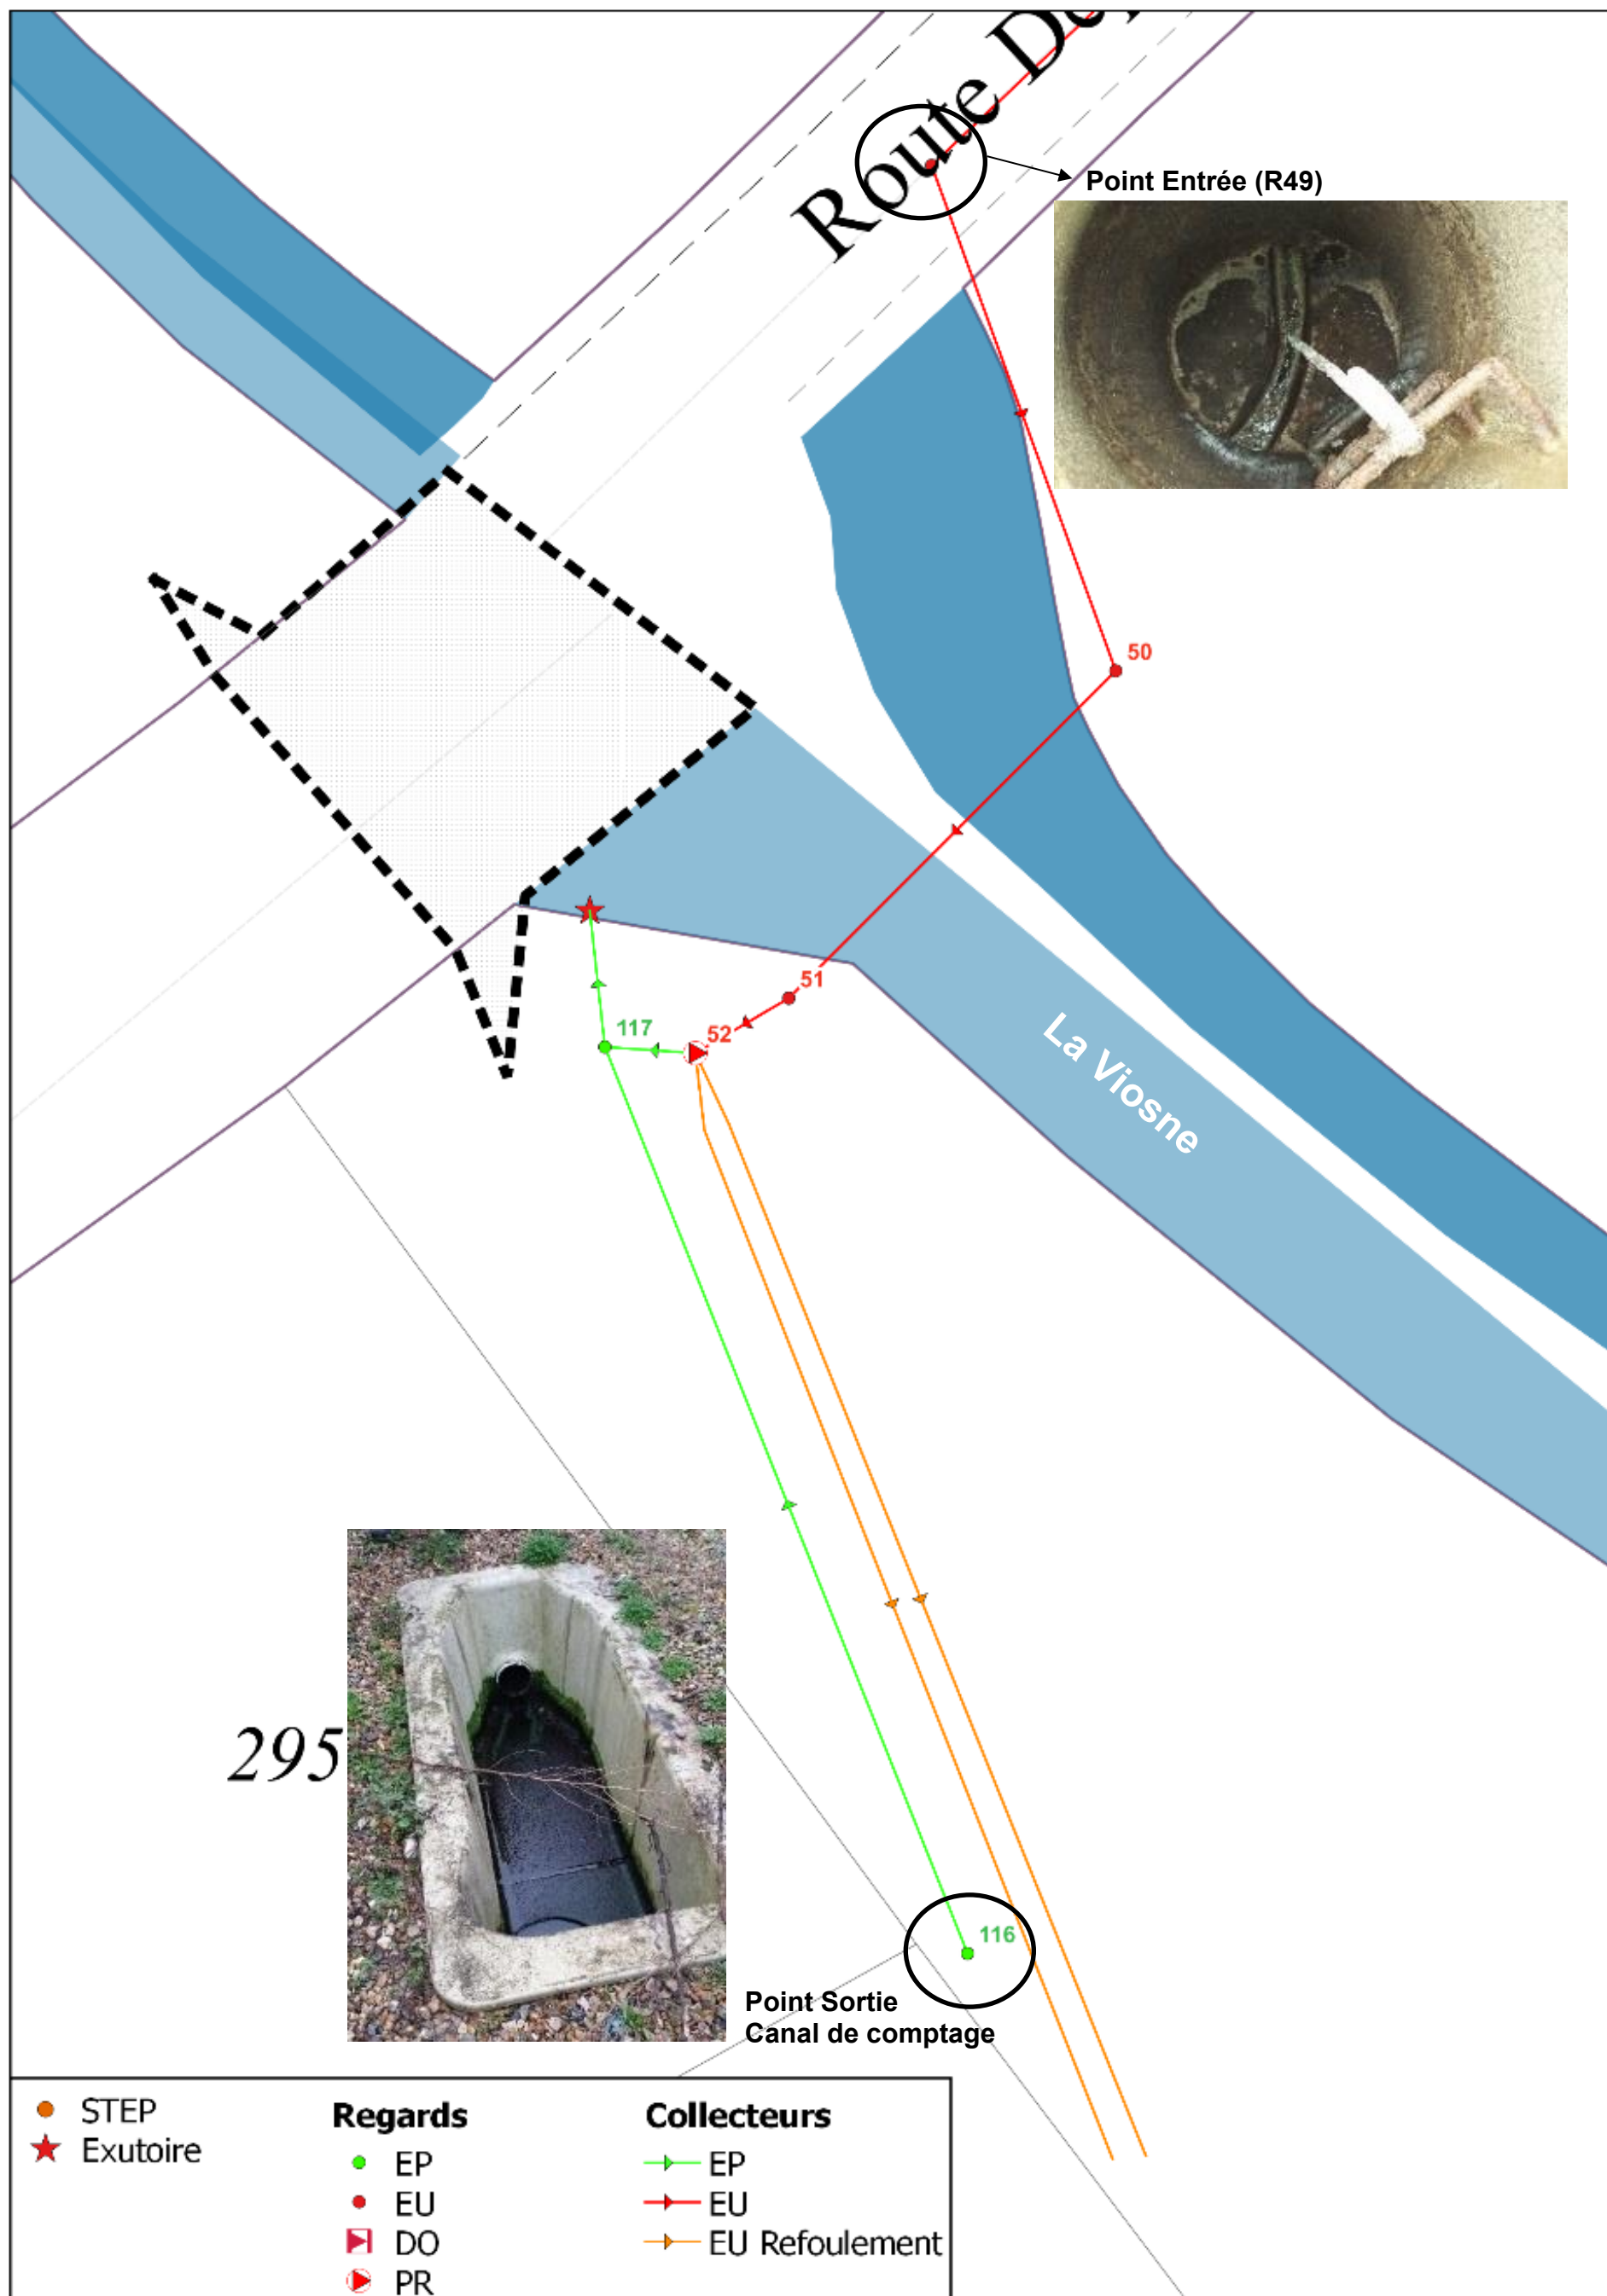 Route
Point Entrée (R49)
50
51
52
117
La Viosne
295
116
Point Sortie
Canal de comptage
STEP
Exutoire
Regards
EP
EU
DO
PR
Collecteurs
EP
EU
EU Refoulement